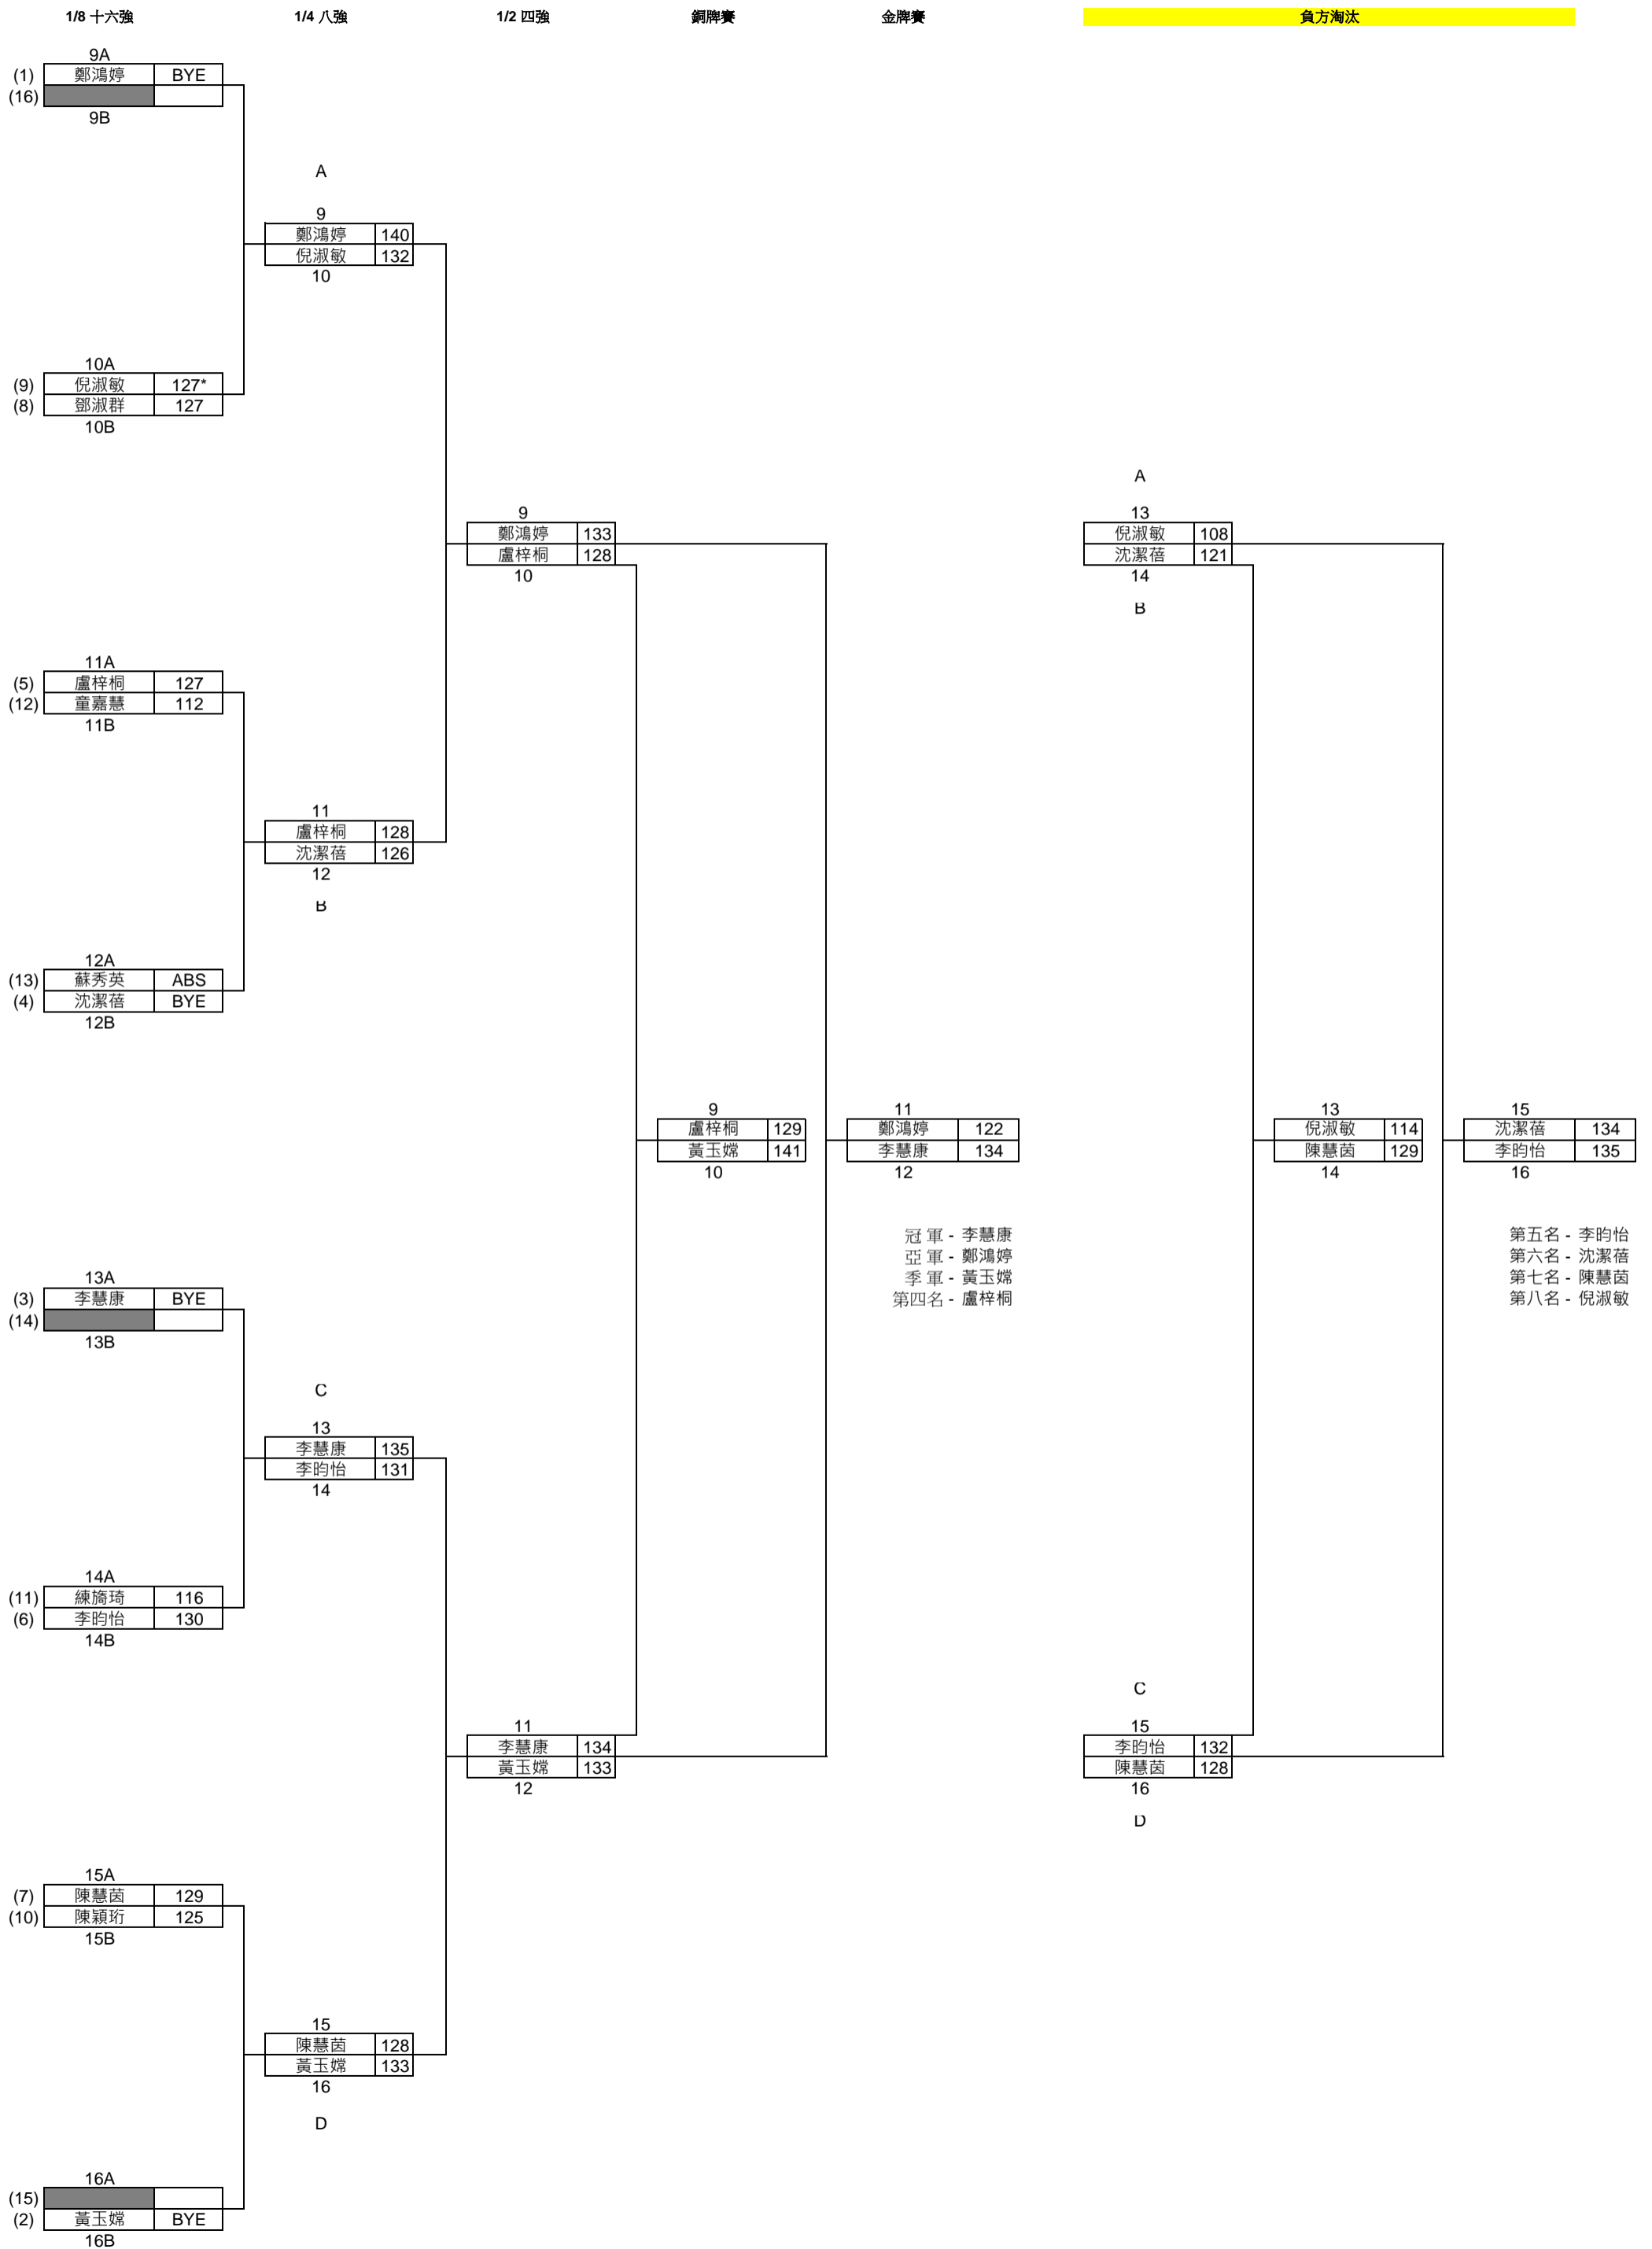 1/8 十六強 1/4 八強 1/2 四強 銅牌賽 金牌賽 負方淘汰
9A
(1) 鄭鴻婷 BYE
(16)
9B
A
9
鄭鴻婷 140
倪淑敏 132
10
10A
(9) 倪淑敏 127*
(8) 鄧淑群 127
10B
A
9 13
鄭鴻婷 133 倪淑敏 108
盧梓桐 128 沈潔蓓 121
10 14
B
11A
(5) 盧梓桐 127
(12) 童嘉慧 112
11B
11
盧梓桐 128
沈潔蓓 126
12
B
12A
(13) 蘇秀英 ABS
(4) 沈潔蓓 BYE
12B
9 11 13 15
盧梓桐 129 鄭鴻婷 122 倪淑敏 114 沈潔蓓 134
黃玉嫦 141 李慧康 134 陳慧茵 129 李昀怡 135
10 12 14 16
冠 軍 - 李慧康 第五名 - 李昀怡
亞 軍 - 鄭鴻婷 第六名 - 沈潔蓓
季 軍 - 黃玉嫦 第七名 - 陳慧茵
第四名 - 盧梓桐 第八名 - 倪淑敏
13A
(3) 李慧康 BYE
(14)
13B
C
13
李慧康 135
李昀怡 131
14
14A
(11) 練旖琦 116
(6) 李昀怡 130
14B
C
11 15
李慧康 134 李昀怡 132
黃玉嫦 133 陳慧茵 128
12 16
D
15A
(7) 陳慧茵 129
(10) 陳穎珩 125
15B
15
陳慧茵 128
黃玉嫦 133
16
D
16A
(15)
(2) 黃玉嫦 BYE
16B